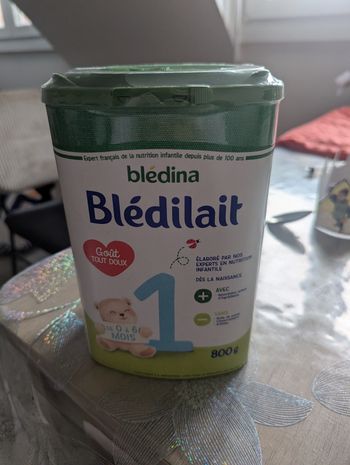 Expert français de la nutrition infantile depuis plus de 100 ans
blédina
Blédilait
Goût
TOUT DOUX
ÉLABORÉ PAR NOS
EXPERTS EN NUTRITION
INFANTILE
DÈS LA NAISSANCE
1
AVEC
DE 0 à 6
MOIS
800g